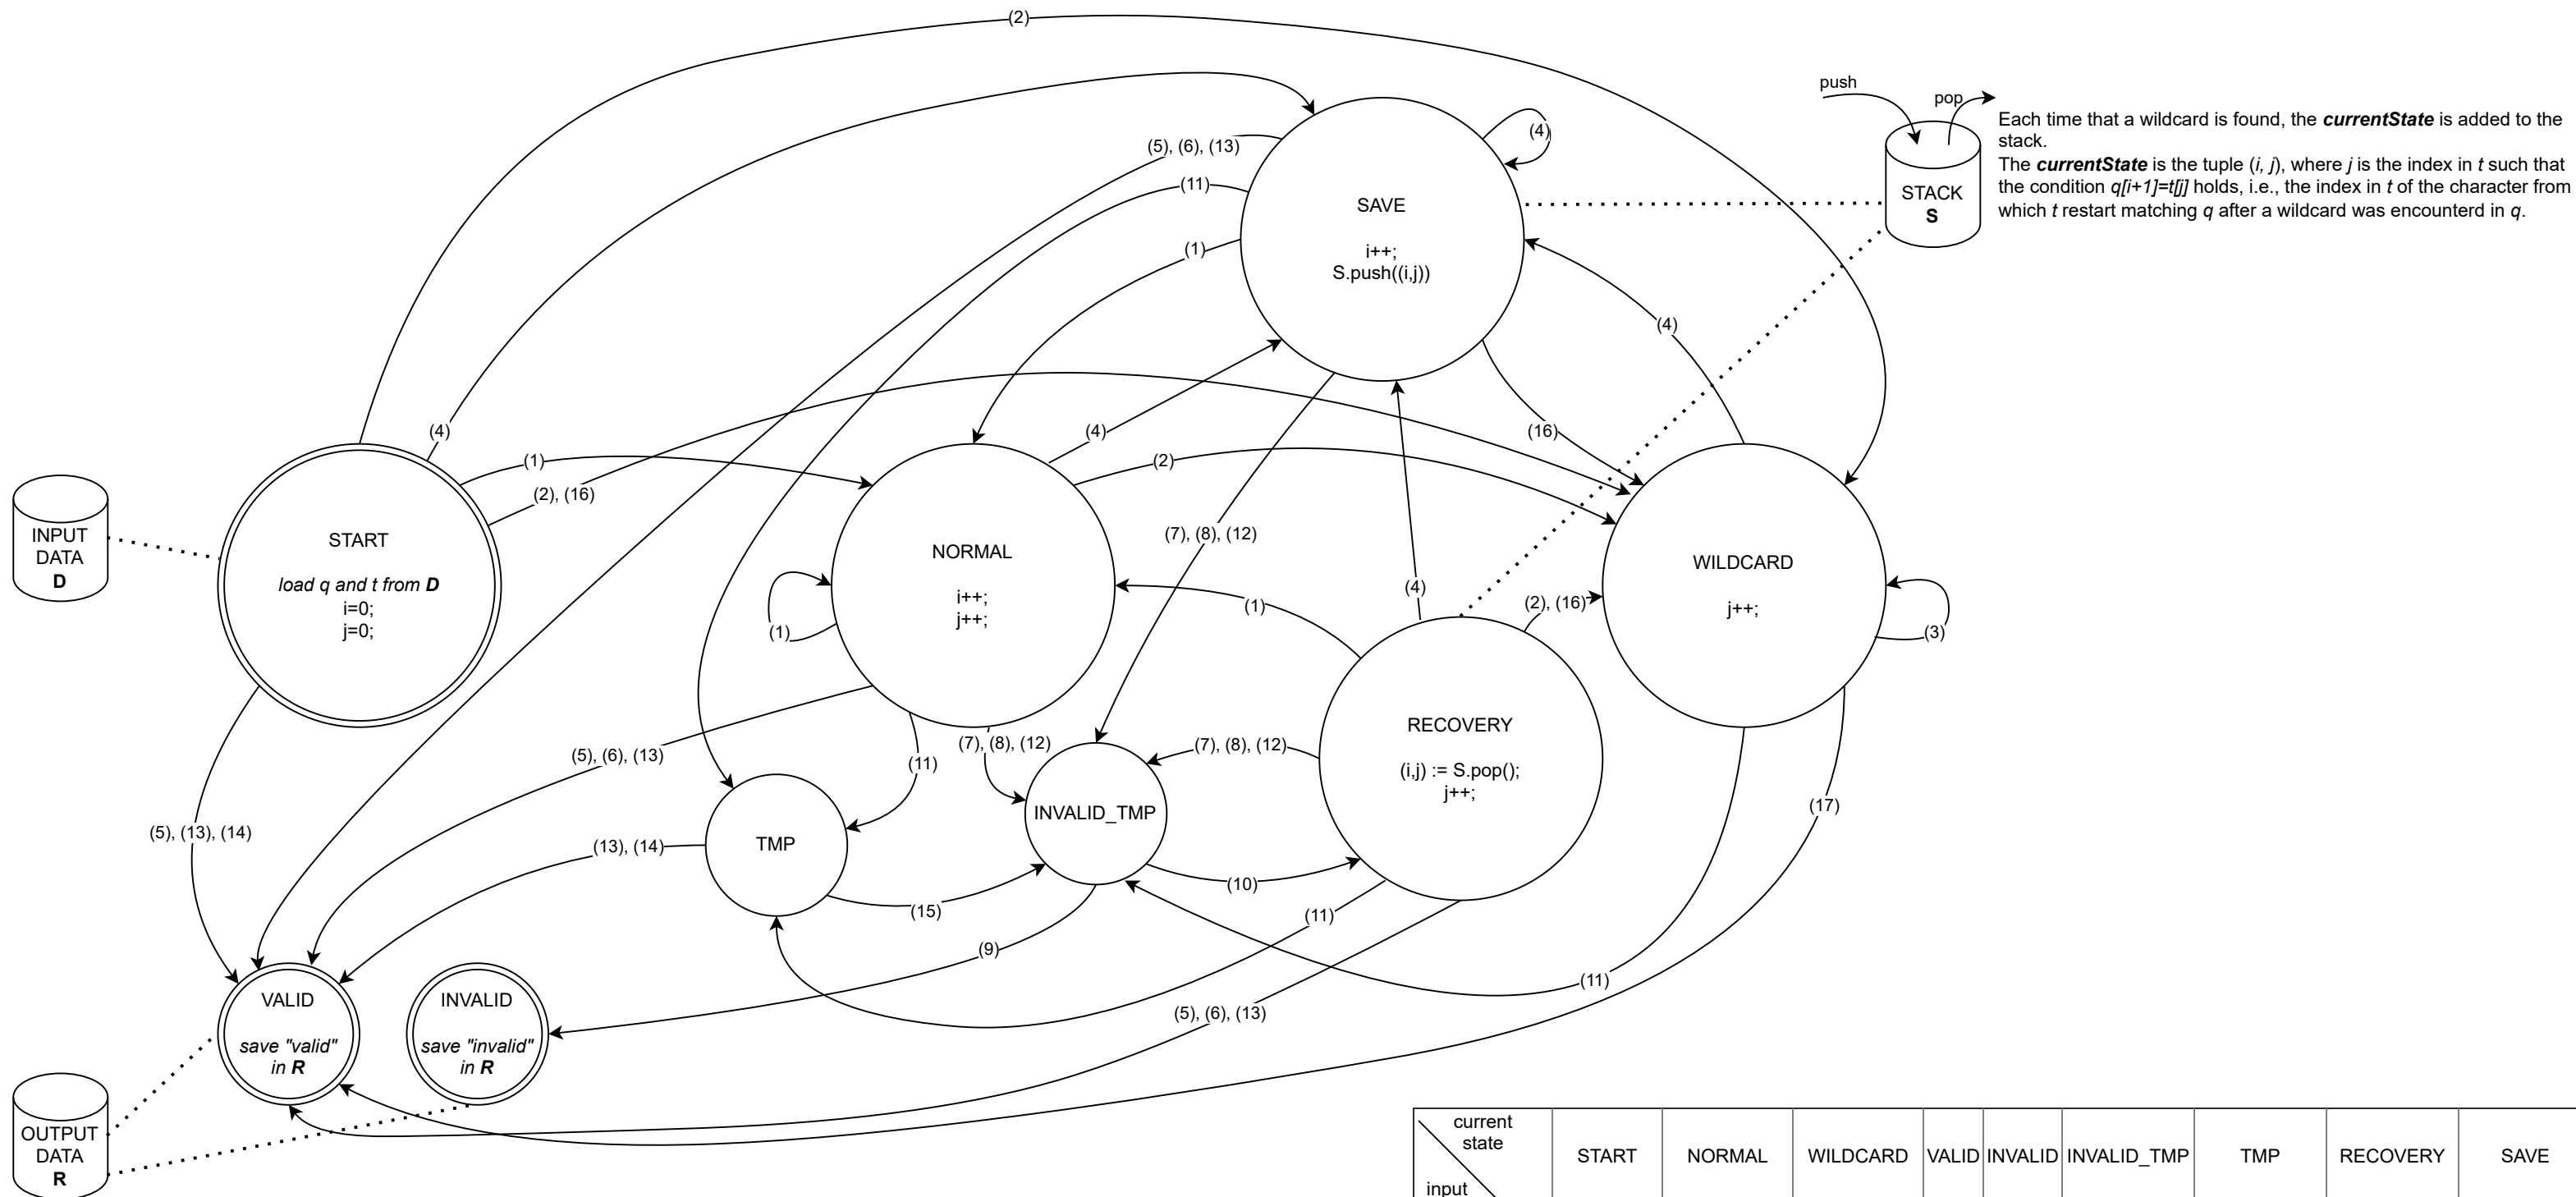 (2)
push
pop
Each time that a wildcard is found, the currentState is added to the
stack.
The currentState is the tuple (i, j), where j is the index in t such that
the condition q[i+1]=t[j] holds, i.e., the index in t of the character from
which t restart matching q after a wildcard was encounterd in q.
STACK
S
(4)
(5), (6), (13)
(11)
(1)
SAVE
i++;
S.push((i,j))
(4)
(16)
(4)
(4)
(1)
(2), (16)
(2)
INPUT
DATA
D
START
load q and t from D
i=0;
j=0;
NORMAL
i++;
j++;
(1)
(7), (8), (12)
WILDCARD
j++;
(3)
(4)
(2), (16)
(1)
RECOVERY
(i,j) := S.pop();
j++;
(5), (6), (13)
(11)
(7), (8), (12)
(7), (8), (12)
INVALID_TMP
TMP
(5), (13), (14)
(13), (14)
(15)
(10)
(17)
(11)
(9)
(11)
(5), (6), (13)
VALID
save "valid"
in R
INVALID
save "invalid"
in R
OUTPUT
DATA
R
current
state
input
START
NORMAL
WILDCARD
VALID
INVALID
INVALID_TMP
TMP
RECOVERY
SAVE